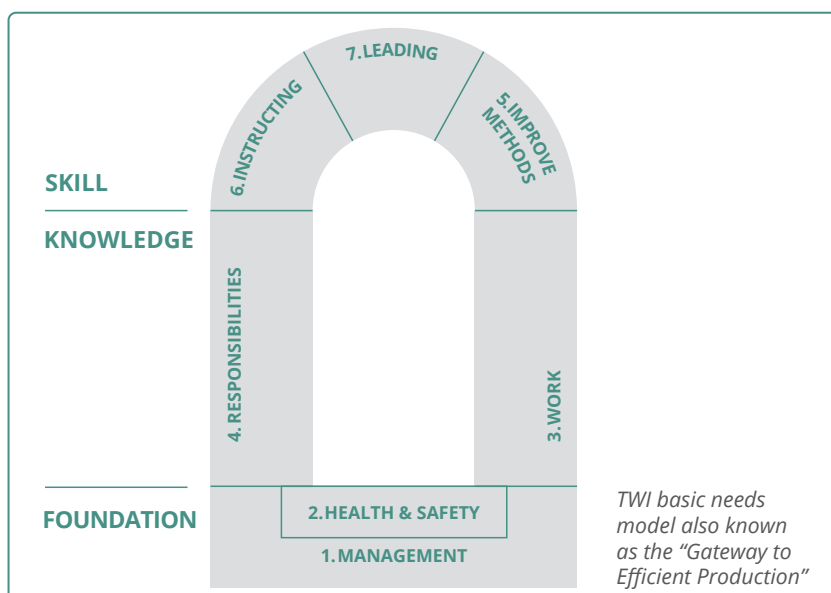 7.LEADING
6.INSTRUCTING
5.IMPROVE
METHODS
SKILL
KNOWLEDGE
4. RESPONSIBILITIES
3.WORK
FOUNDATION
2.HEALTH & SAFETY
1.MANAGEMENT
TWI basic needs
model also known
as the “Gateway to
Efficient Production”